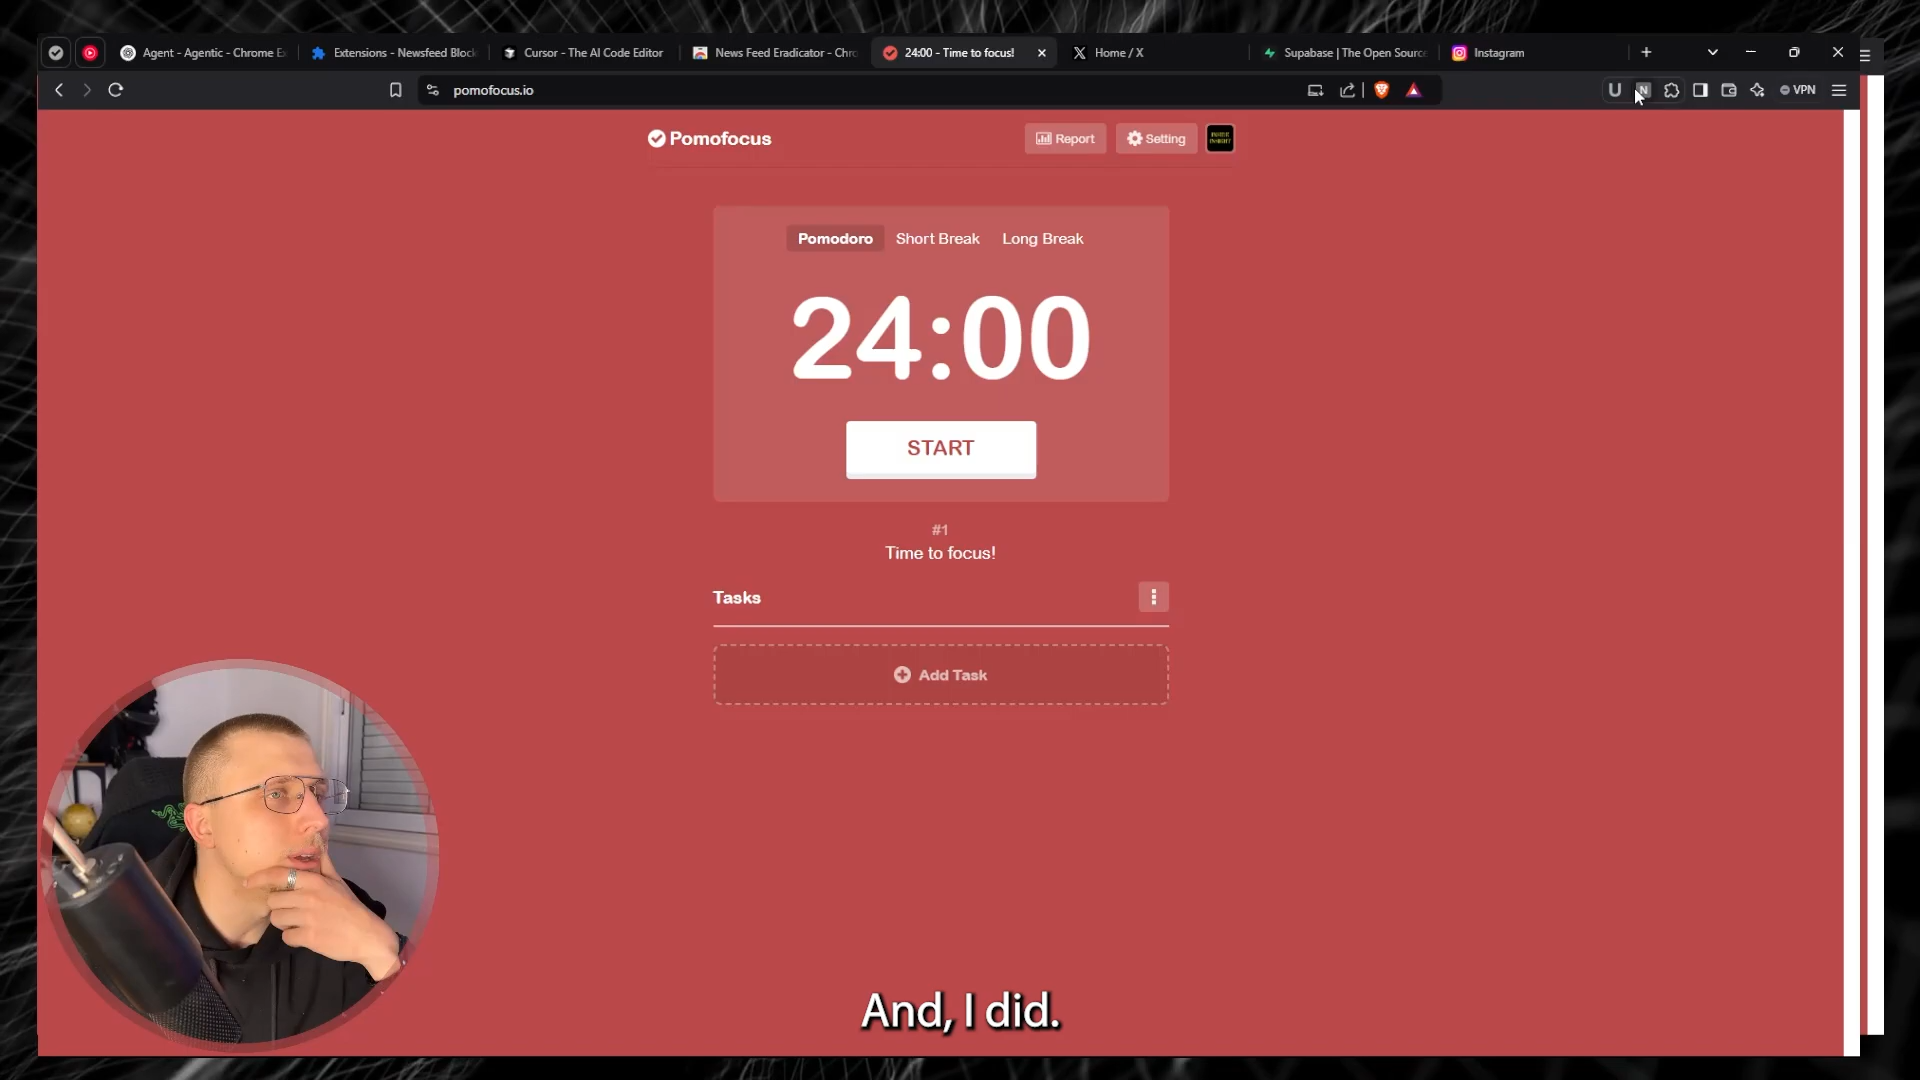 Agent - Agentic - Chrome E
Extensions - Newsfeed Block
Cursor - The AI Code Editor
News Feed Eradicator - Chro
24:00 - Time to focus!
Home / X
Supabase | The Open Source
Instagram
pomofocus.io
VPN
Pomofocus
Report
Setting
Pomodoro
Short Break
Long Break
24:00
START
#1
Time to focus!
Tasks
Add Task
And, I did.